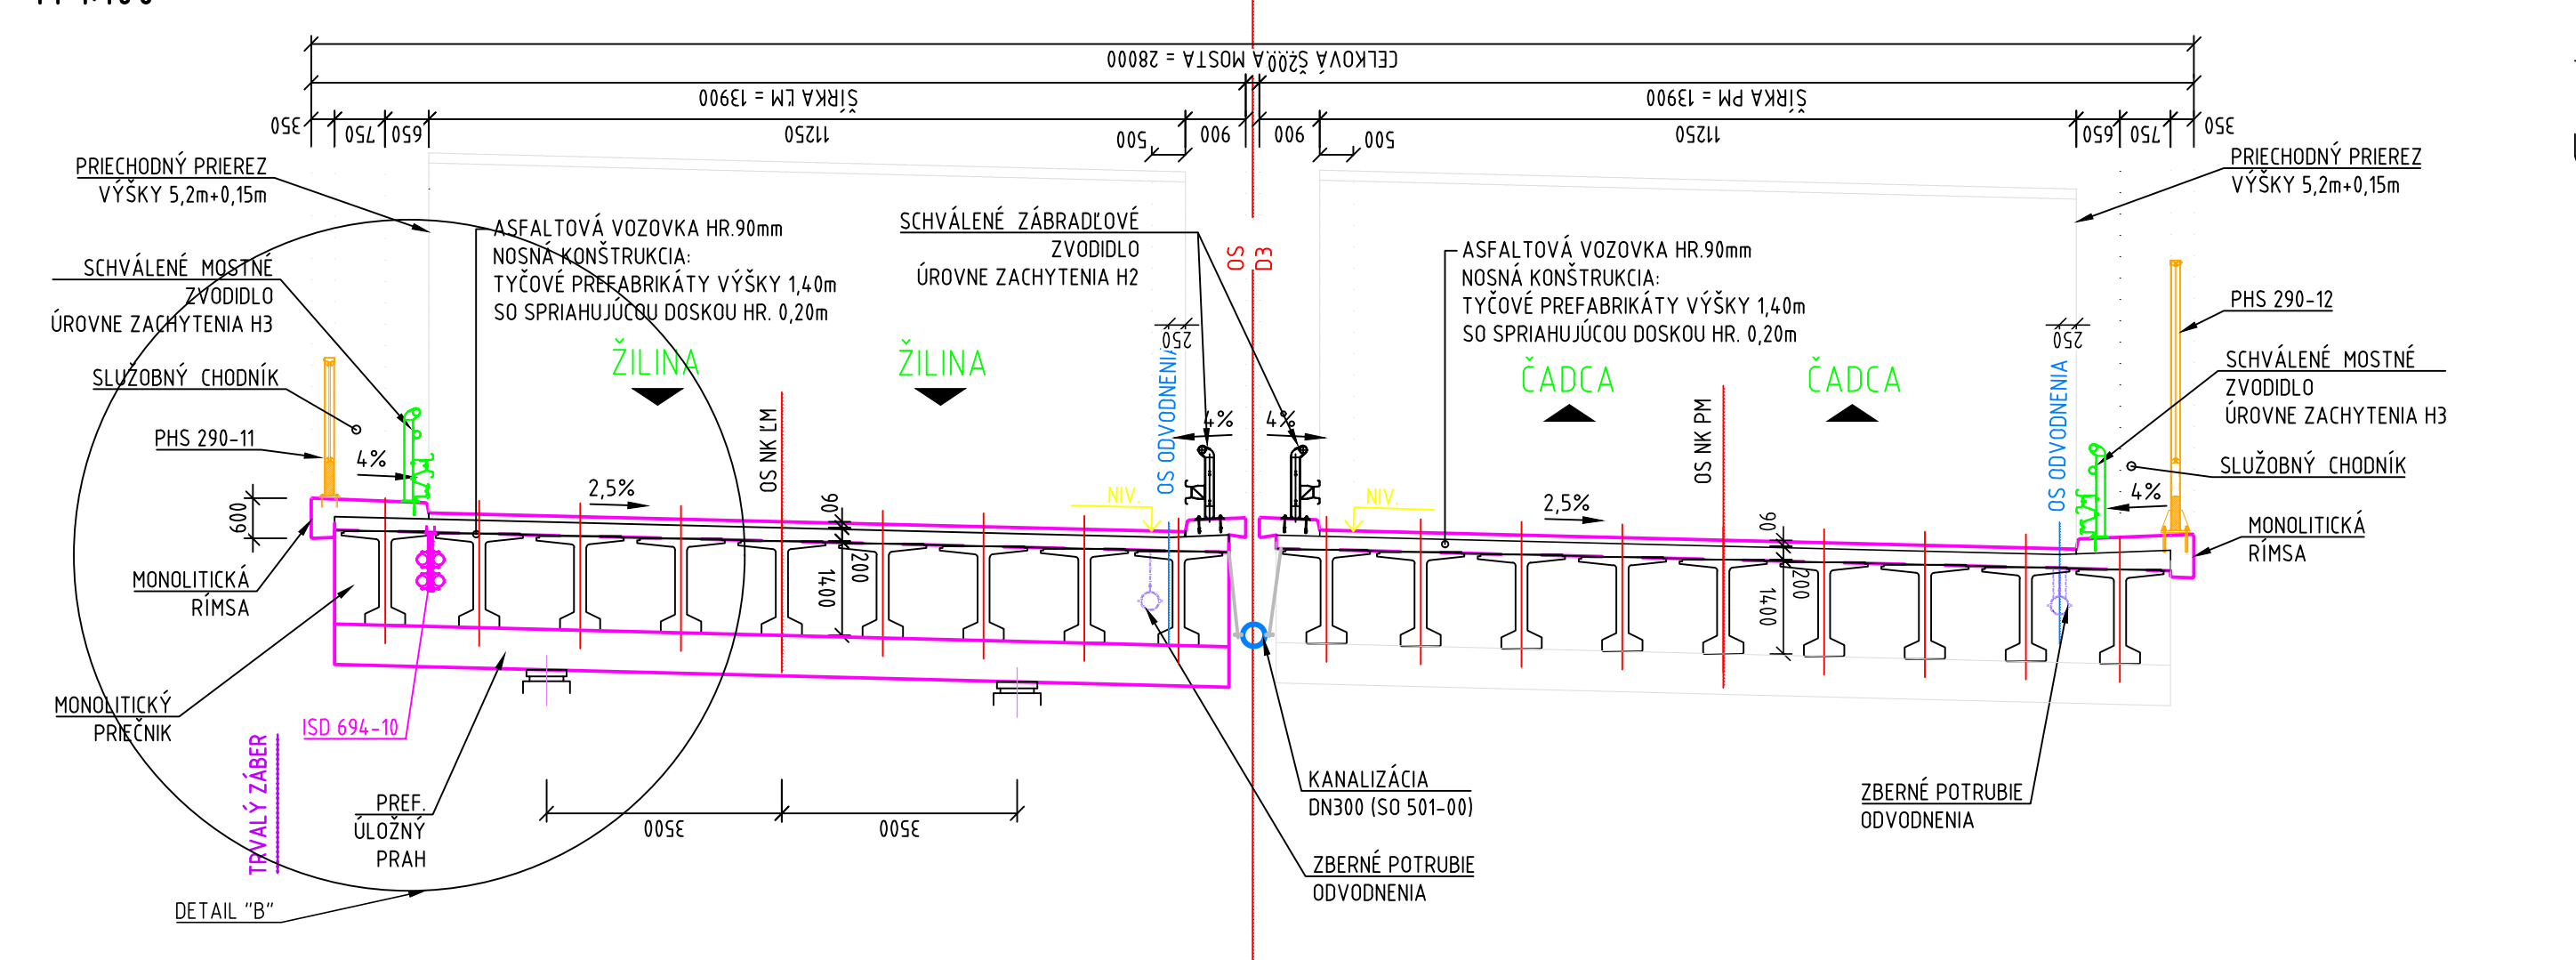 CELKOVÁ Š
A MOSTA = 28000
200
ŠÍRKA ĽM = 13900
ŠÍRKA PM = 13900
350
750
650
11250
500
900
900
500
11250
650
750
350
PRIECHODNÝ PRIEREZ
VÝŠKY 5,2m+0,15m
PRIECHODNÝ PRIEREZ
VÝŠKY 5,2m+0,15m
ASFALTOVÁ VOZOVKA HR.90mm
NOSNÁ KONŠTRUKCIA:
TYČOVÉ PREFABRIKÁTY VÝŠKY 1,40m
SO SPRIAHUJÚCOU DOSKOU HR. 0,20m
SCHVÁLENÉ ZÁBRADĽOVÉ
ZVODIDLO
ÚROVNE ZACHYTENIA H2
OS
D3
ASFALTOVÁ VOZOVKA HR.90mm
NOSNÁ KONŠTRUKCIA:
TYČOVÉ PREFABRIKÁTY VÝŠKY 1,40m
SO SPRIAHUJÚCOU DOSKOU HR. 0,20m
SCHVÁLENÉ MOSTNÉ
ZVODIDLO
ÚROVNE ZACHYTENIA H3
SLUŽOBNÝ CHODNÍK
PHS 290-11
4%
600
ŽILINA
ŽILINA
ČADCA
ČADCA
250
250
OS ODVODNENIA
OS NK ĽM
OS NK PM
OS ODVODNENIA
4%
4%
PHS 290-12
SCHVÁLENÉ MOSTNÉ
ZVODIDLO
ÚROVNE ZACHYTENIA H3
SLUŽOBNÝ CHODNÍK
4%
2,5%
2,5%
NIV.
NIV.
90
200
1400
90
200
1400
MONOLITICKÁ
RÍMSA
MONOLITICKÁ
RÍMSA
MONOLITICKÝ
PRIEČNIK
ISD 694-10
TRVALÝ ZÁBER
PREF.
ÚLOŽNÝ
PRAH
3500
3500
KANALIZÁCIA
DN300 (SO 501-00)
ZBERNÉ POTRUBIE
ODVODNENIA
ZBERNÉ POTRUBIE
ODVODNENIA
DETAIL "B"